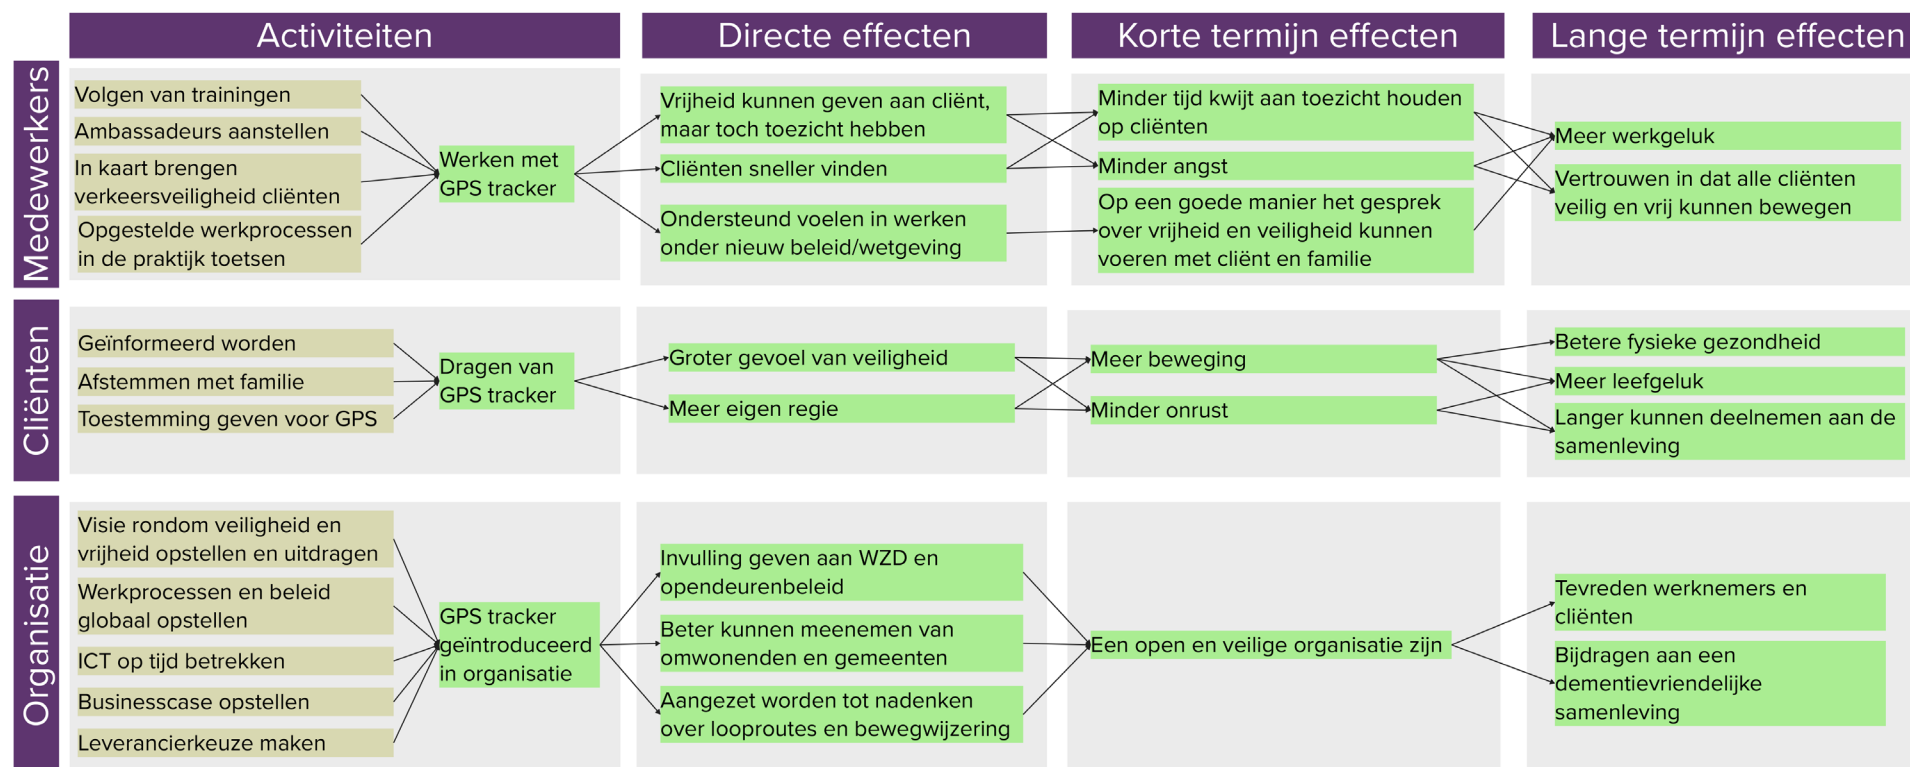 Activiteiten
Directe effecten
Korte termijn effecten
Lange termijn effecten
Medewerkers
Volgen van trainingen
Ambassadeurs aanstellen
In kaart brengen
verkeersveiligheid cliënten
Opgestelde werkprocessen
in de praktijk toetsen
Werken met
GPS tracker
Vrijheid kunnen geven aan cliënt,
maar toch toezicht hebben
Cliënten sneller vinden
Ondersteund voelen in werken
onder nieuw beleid/wetgeving
Minder tijd kwijt aan toezicht houden
op cliënten
Minder angst
Op een goede manier het gesprek
over vrijheid en veiligheid kunnen
voeren met cliënt en familie
Meer werkgeluk
Vertrouwen in dat alle cliënten
veilig en vrij kunnen bewegen
Cliënten
Geïnformeerd worden
Afstemmen met familie
Toestemming geven voor GPS
Dragen van
GPS tracker
Groter gevoel van veiligheid
Meer eigen regie
Meer beweging
Minder onrust
Betere fysieke gezondheid
Meer leefgeluk
Langer kunnen deelnemen aan de
samenleving
Organisatie
Visie rondom veiligheid en
vrijheid opstellen en uitdragen
Werkprocessen en beleid
globaal opstellen
ICT op tijd betrekken
Businesscase opstellen
Leverancierkeuze maken
GPS tracker
geïntroduceerd
in organisatie
Invulling geven aan WZD en
opendeurenbeleid
Beter kunnen meenemen van
omwonenden en gemeenten
Aangezet worden tot nadenken
over looproutes en bewegwijzering
Een open en veilige organisatie zijn
Tevreden werknemers en
cliënten
Bijdragen aan een
dementievriendelijke
samenleving